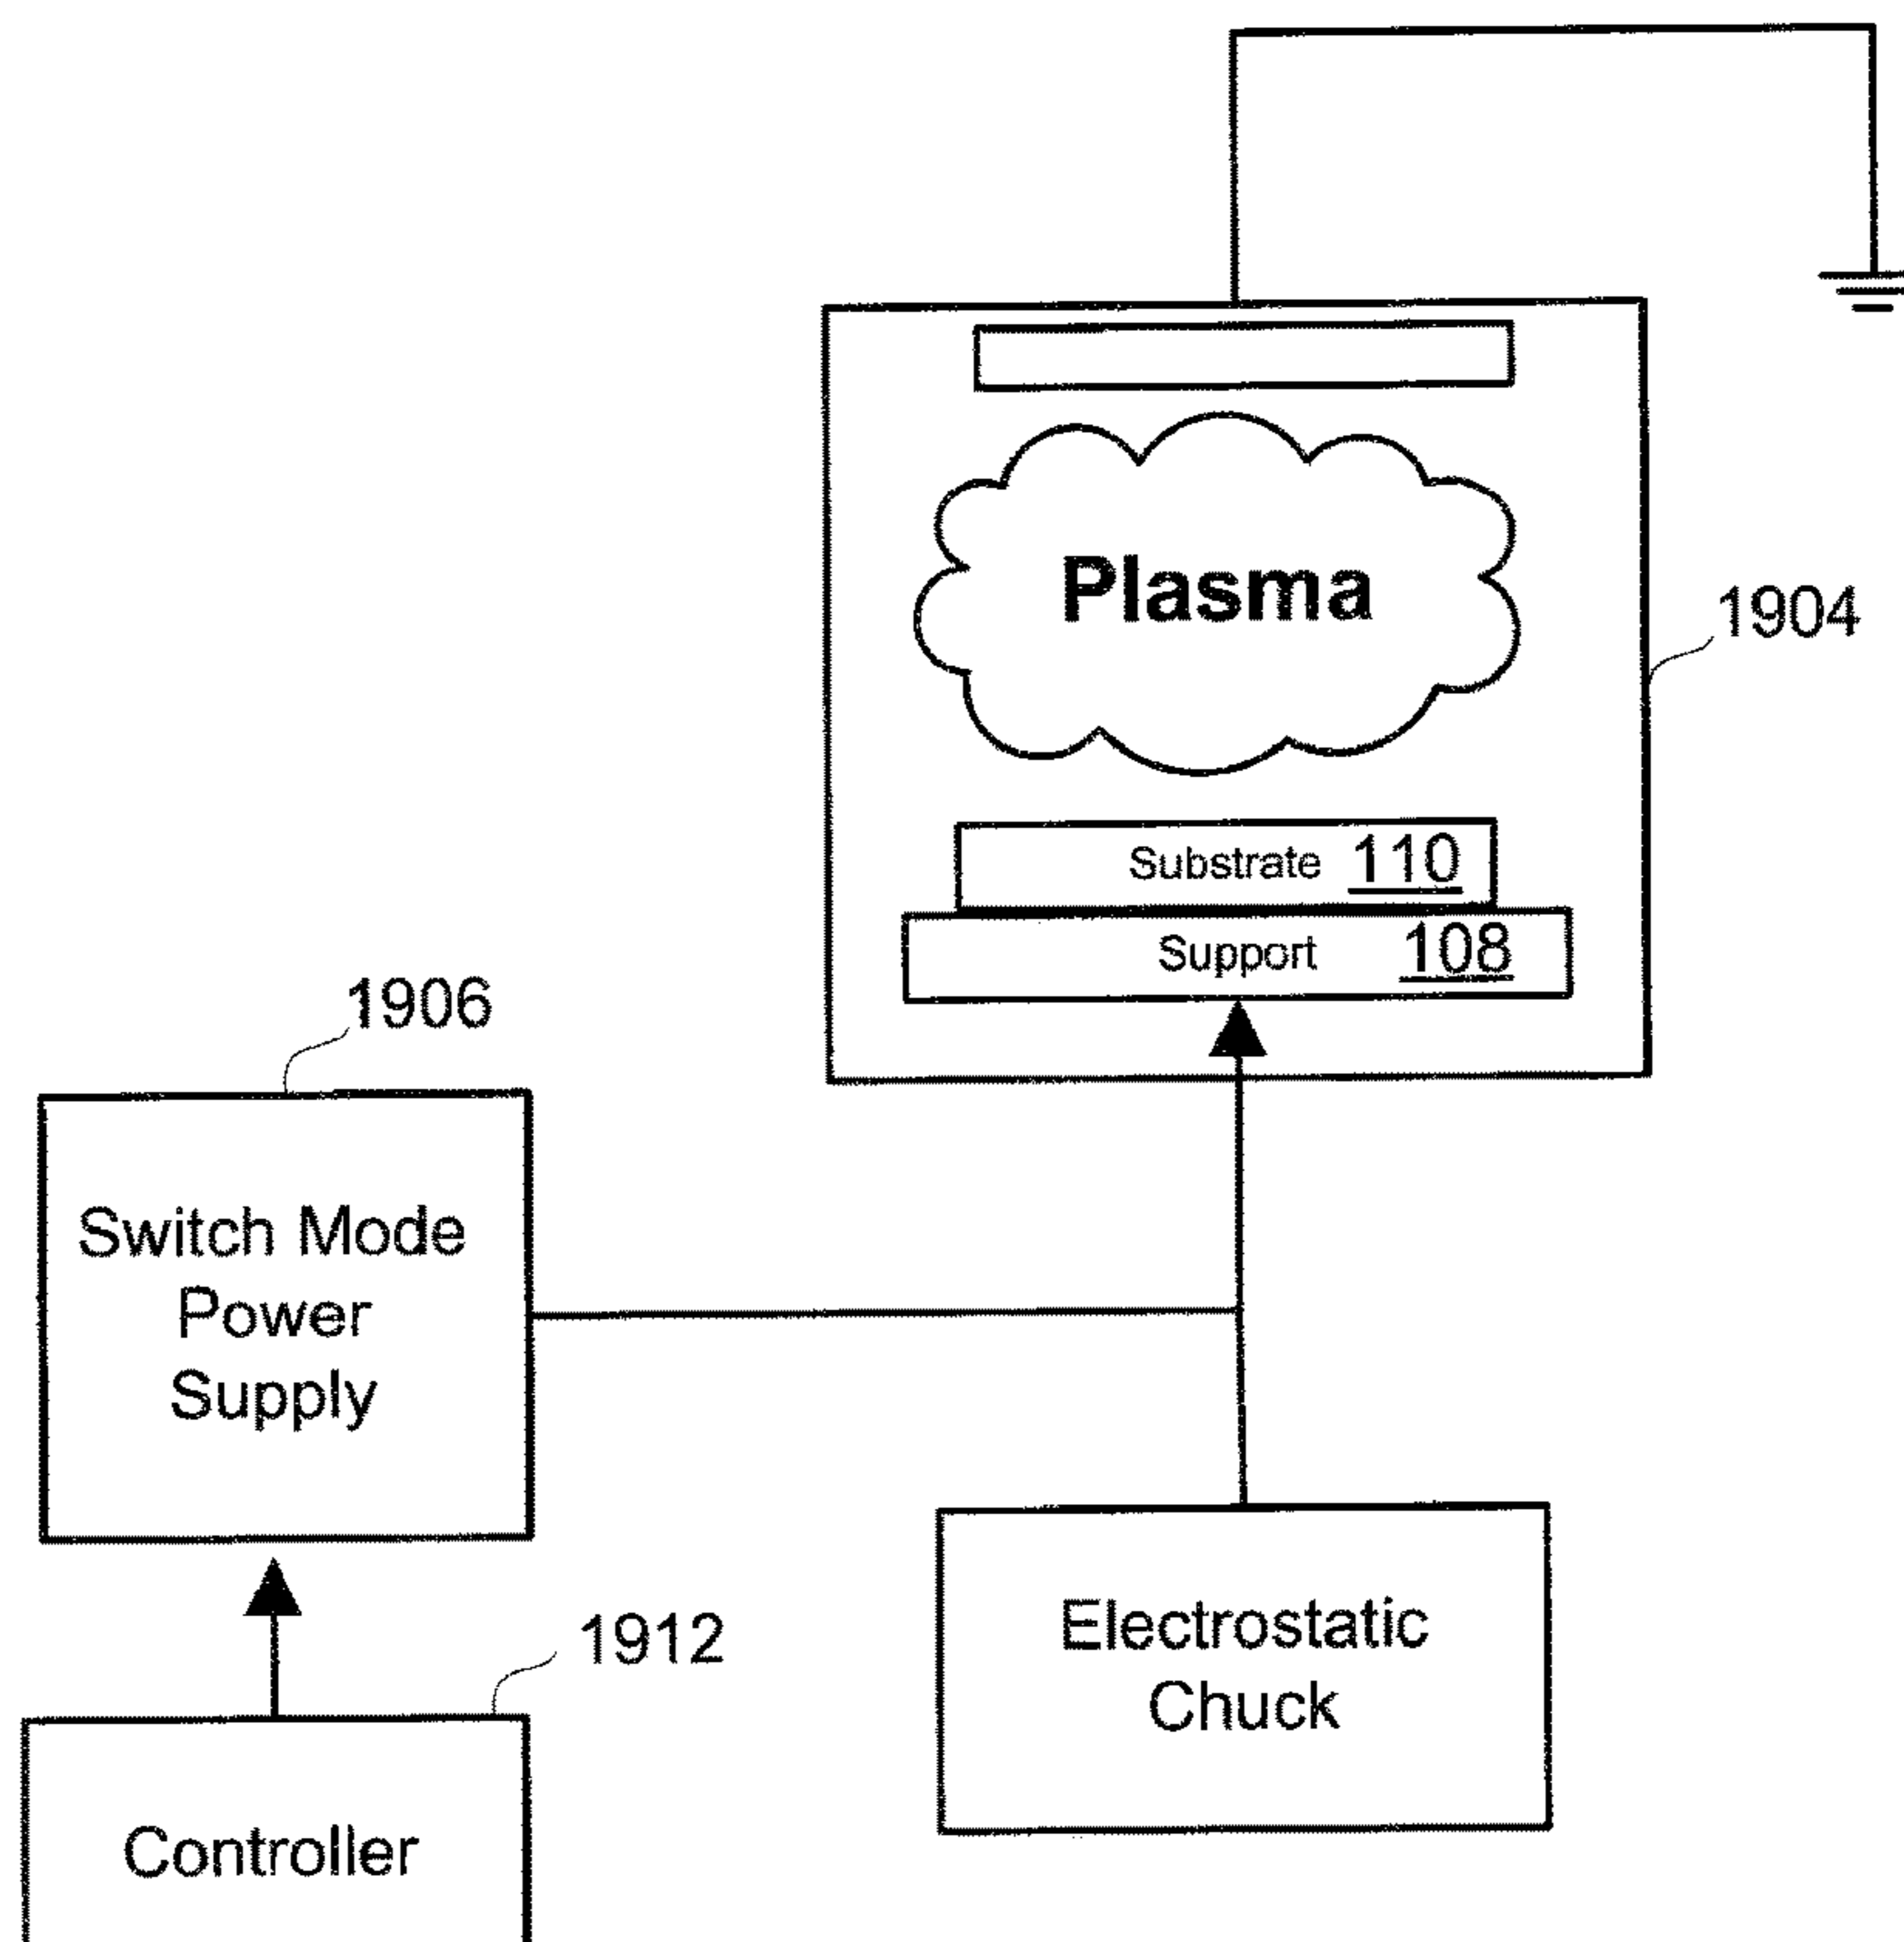 Plasma
1904
Substrate 110
Support 108
1906
Switch Mode
Power
Supply
1912
Electrostatic
Chuck
Controller